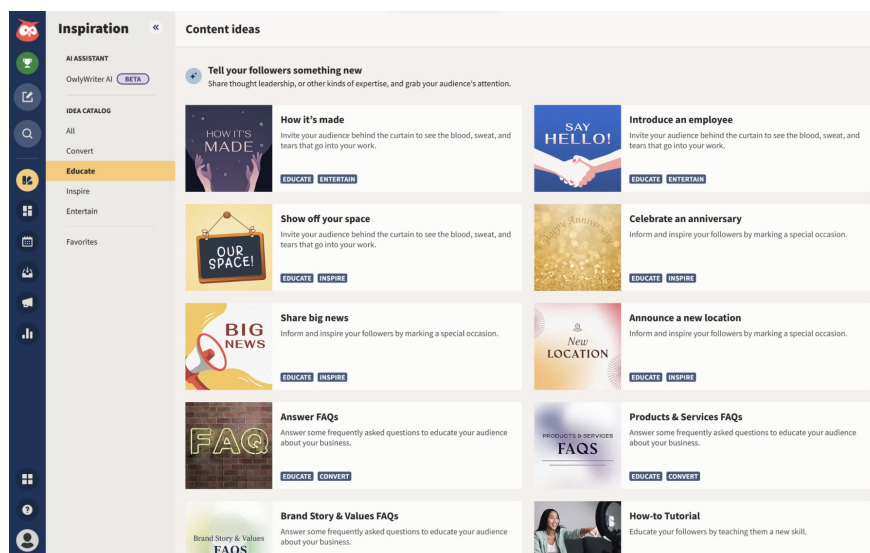 Inspiration «
AI ASSISTANT
OwlyWriter AI BETA
IDEA CATALOG
All
Convert
Educate
Inspire
Entertain
Favorites
Content ideas
Tell your followers something new
Share thought leadership, or other kinds of expertise, and grab your audience's attention.
HOW IT'S
MADE
How it's made
Invite your audience behind the curtain to see the blood, sweat, and
tears that go into your work.
EDUCATE ENTERTAIN
SAY
HELLO!
Introduce an employee
Invite your audience behind the curtain to see the blood, sweat, and
tears that go into your work.
EDUCATE ENTERTAIN
OUR
SPACE!
Show off your space
Invite your audience behind the curtain to see the blood, sweat, and
tears that go into your work.
EDUCATE INSPIRE
Happy Anniversary
Celebrate an anniversary
Inform and inspire your followers by marking a special occasion.
EDUCATE INSPIRE
BIG
NEWS
Share big news
Inform and inspire your followers by marking a special occasion.
EDUCATE INSPIRE
New
LOCATION
Announce a new location
Inform and inspire your followers by marking a special occasion.
EDUCATE INSPIRE
FAQ
Answer FAQs
Answer some frequently asked questions to educate your audience
about your business.
EDUCATE CONVERT
PRODUCTS & SERVICES
FAQS
Products & Services FAQs
Answer some frequently asked questions to educate your audience
about your business.
EDUCATE CONVERT
Brand Story & Values
FAQS
Brand Story & Values FAQs
Answer some frequently asked questions to educate your audience
about your business.
How-to Tutorial
Educate your followers by teaching them a new skill.